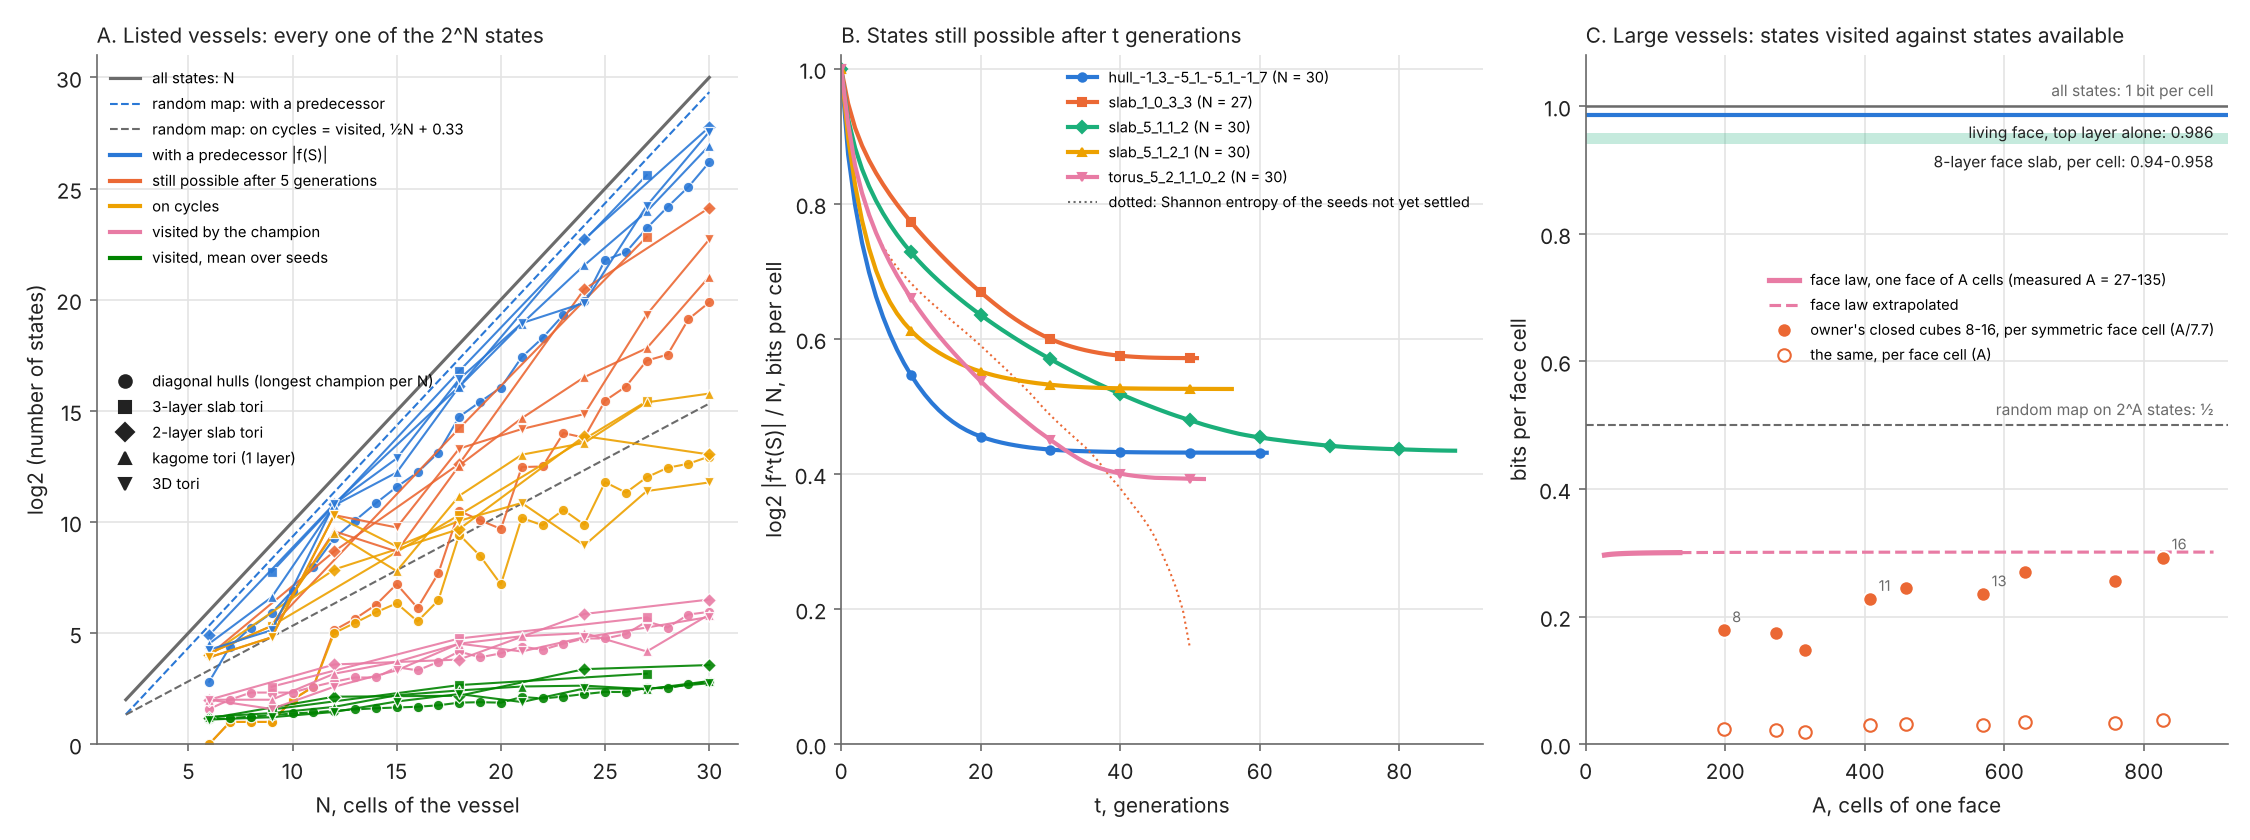 A. Listed vessels: every one of the 2^N states
log2 (number of states)
30
25
20
15
10
5
0
all states: N
random map: with a predecessor
random map: on cycles = visited, ½N + 0.33
with a predecessor |f(S)|
still possible after 5 generations
on cycles
visited by the champion
visited, mean over seeds
diagonal hulls (longest champion per N)
3-layer slab tori
2-layer slab tori
kagome tori (1 layer)
3D tori
5
10
15
20
25
30
N, cells of the vessel
B. States still possible after t generations
log2 |f^t(S)| / N, bits per cell
1.0
0.8
0.6
0.4
0.2
0.0
hull_-1_3_-5_1_-5_1_-1_7 (N = 30)
slab_1_0_3_3 (N = 27)
slab_5_1_1_2 (N = 30)
slab_5_1_2_1 (N = 30)
torus_5_2_1_1_0_2 (N = 30)
dotted: Shannon entropy of the seeds not yet settled
0
20
40
60
80
t, generations
C. Large vessels: states visited against states available
bits per face cell
1.0
0.8
0.6
0.4
0.2
0.0
all states: 1 bit per cell
living face, top layer alone: 0.986
8-layer face slab, per cell: 0.94-0.958
face law, one face of A cells (measured A = 27-135)
face law extrapolated
owner's closed cubes 8-16, per symmetric face cell (A/7.7)
the same, per face cell (A)
random map on 2^A states: ½
8
11
13
16
0
200
400
600
800
A, cells of one face